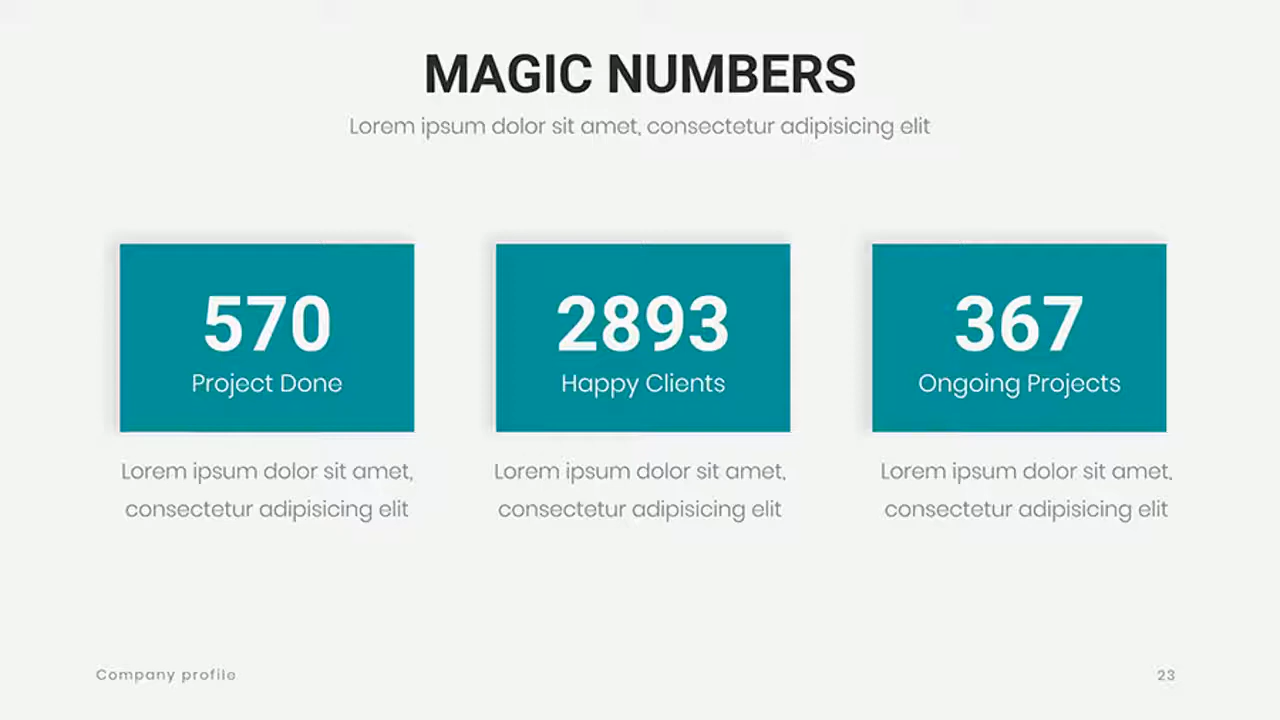 MAGIC NUMBERS
Lorem ipsum dolor sit amet, consectetur adipisicing elit
570
Project Done
Lorem ipsum dolor sit amet,
consectetur adipisicing elit
2893
Happy Clients
Lorem ipsum dolor sit amet,
consectetur adipisicing elit
367
Ongoing Projects
Lorem ipsum dolor sit amet,
consectetur adipisicing elit
Company profile
23